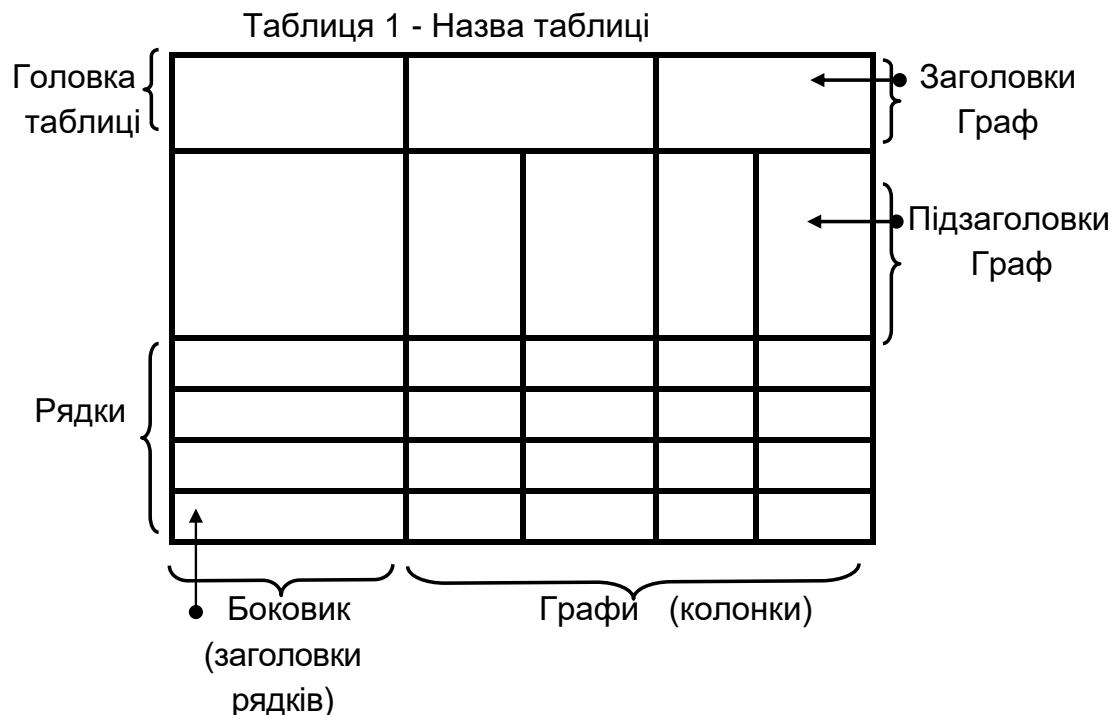 Таблиця 1 - Назва таблиці
Головка
таблиці
Заголовки
Граф
Підзаголовки
Граф
Рядки
Боковик
(заголовки
рядків)
Графи (колонки)